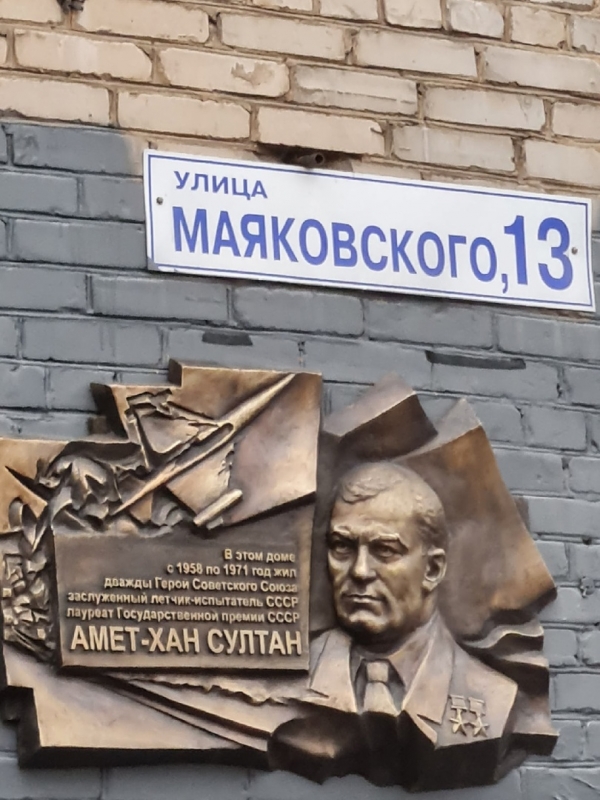 УЛИЦА
МАЯКОВСКОГО, 13
В этом доме
с 1958 по 1971 год жил
дважды Герой Советского Союза
заслуженный летчик-испытатель СССР
лауреат Государственной премии СССР
АМЕТ-ХАН СУЛТАН